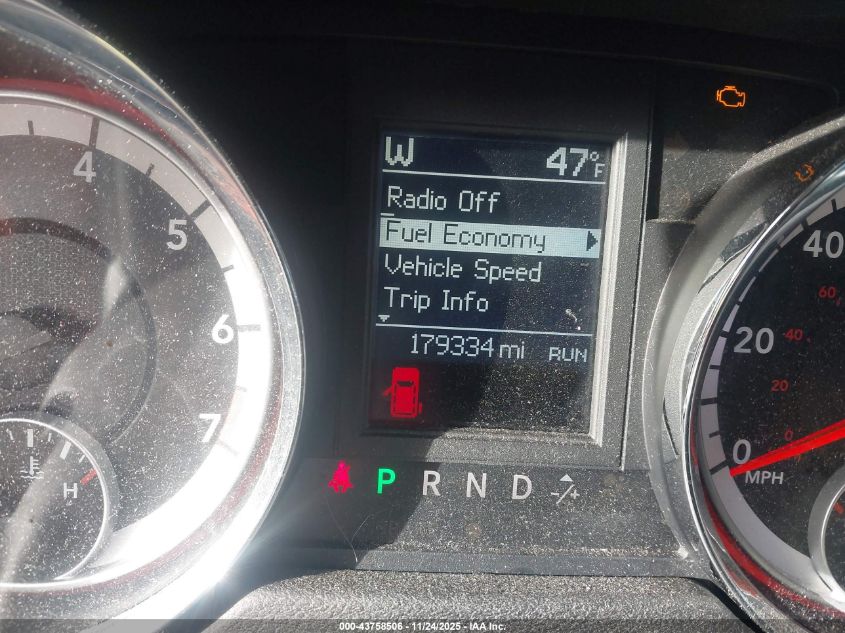 W 47°F
Radio Off
Fuel Economy
Vehicle Speed
Trip Info
179334 mi RUN
P R N D -/+
4
5
6
7
H
40
20
0
MPH
60
40
20
0
000-43758506 - 11/24/2025 - IAA Inc.